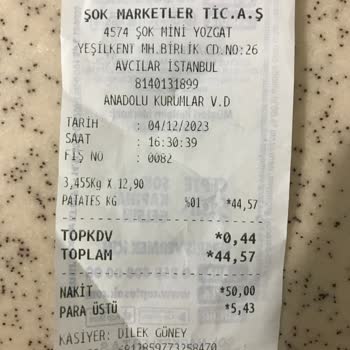 ŞOK MARKETLER TİC.A.Ş
4574 ŞOK MİNİ YOZGAT
YEŞİLKENT MH.BİRLİK CD.NO:26
AVCILAR İSTANBUL
8140131899
ANADOLU KURUMLAR V.D
TARİH : 04/12/2023
SAAT : 16:30:39
FİŞ NO : 0082
3,455Kg X 12,90
PATATES KG %01 *44,57
TOPKDV *0,44
TOPLAM *44,57
NAKİT *50,00
PARA ÜSTÜ *5,43
KASİYER: DİLEK GÜNEY